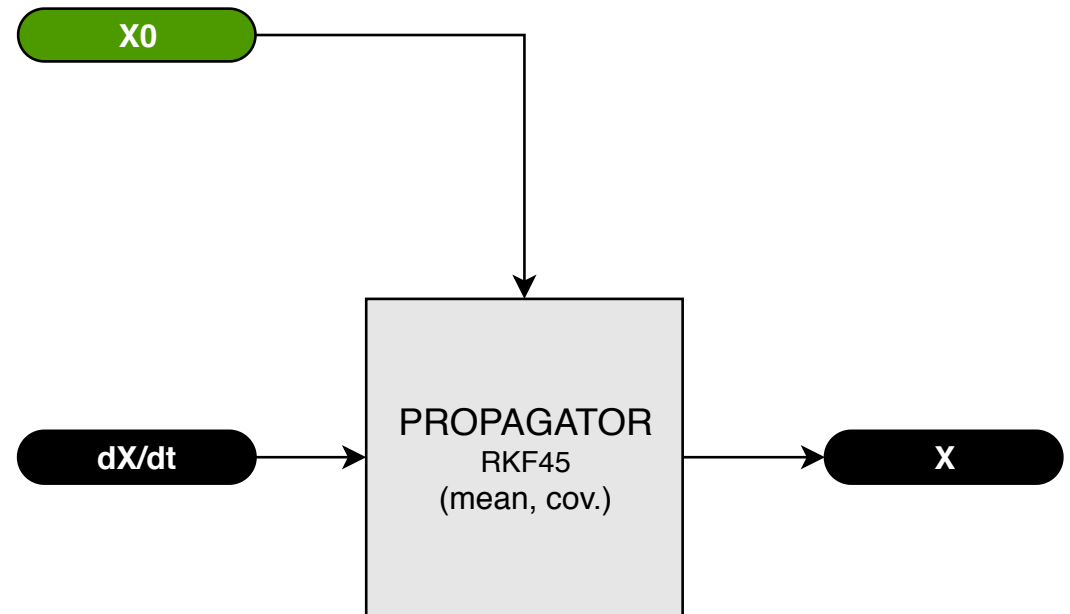 X0
PROPAGATOR
RKF45
(mean, cov.)
dX/dt
X